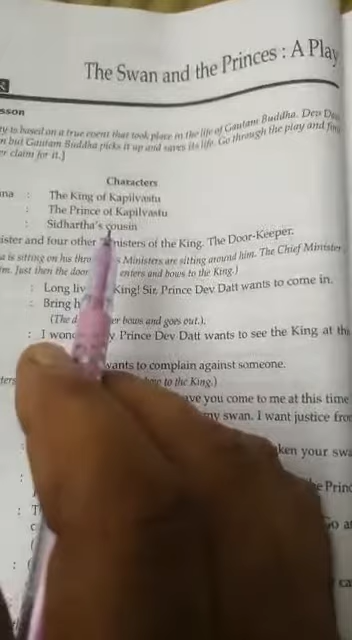 The Swan and the Princes : A Play
sson
y is based on a true event that took place in the life of Gautam Buddha. Dev Da
n but Gautam Buddha picks it up and saves its life. Go through the play and fin
er claim for it.]
Characters
na : The King of Kapilvastu
: The Prince of Kapilvastu
: Sidhartha's cousin
ister and four other Ministers of the King. The Door-Keeper.
a is sitting on his thr Ministers are sitting around him. The Chief Minister
im. Just then the door enters and bows to the King.)
: Long liv King! Sir, Prince Dev Datt wants to come in.
: Bring h
(The d er bows and goes out.)
: I won y Prince Dev Datt wants to see the King at th
wants to complain against someone.
ters to the King.)
ve you come to me at this time
my swan. I want justice fro
ken your swa
he Princ
: T
Go a